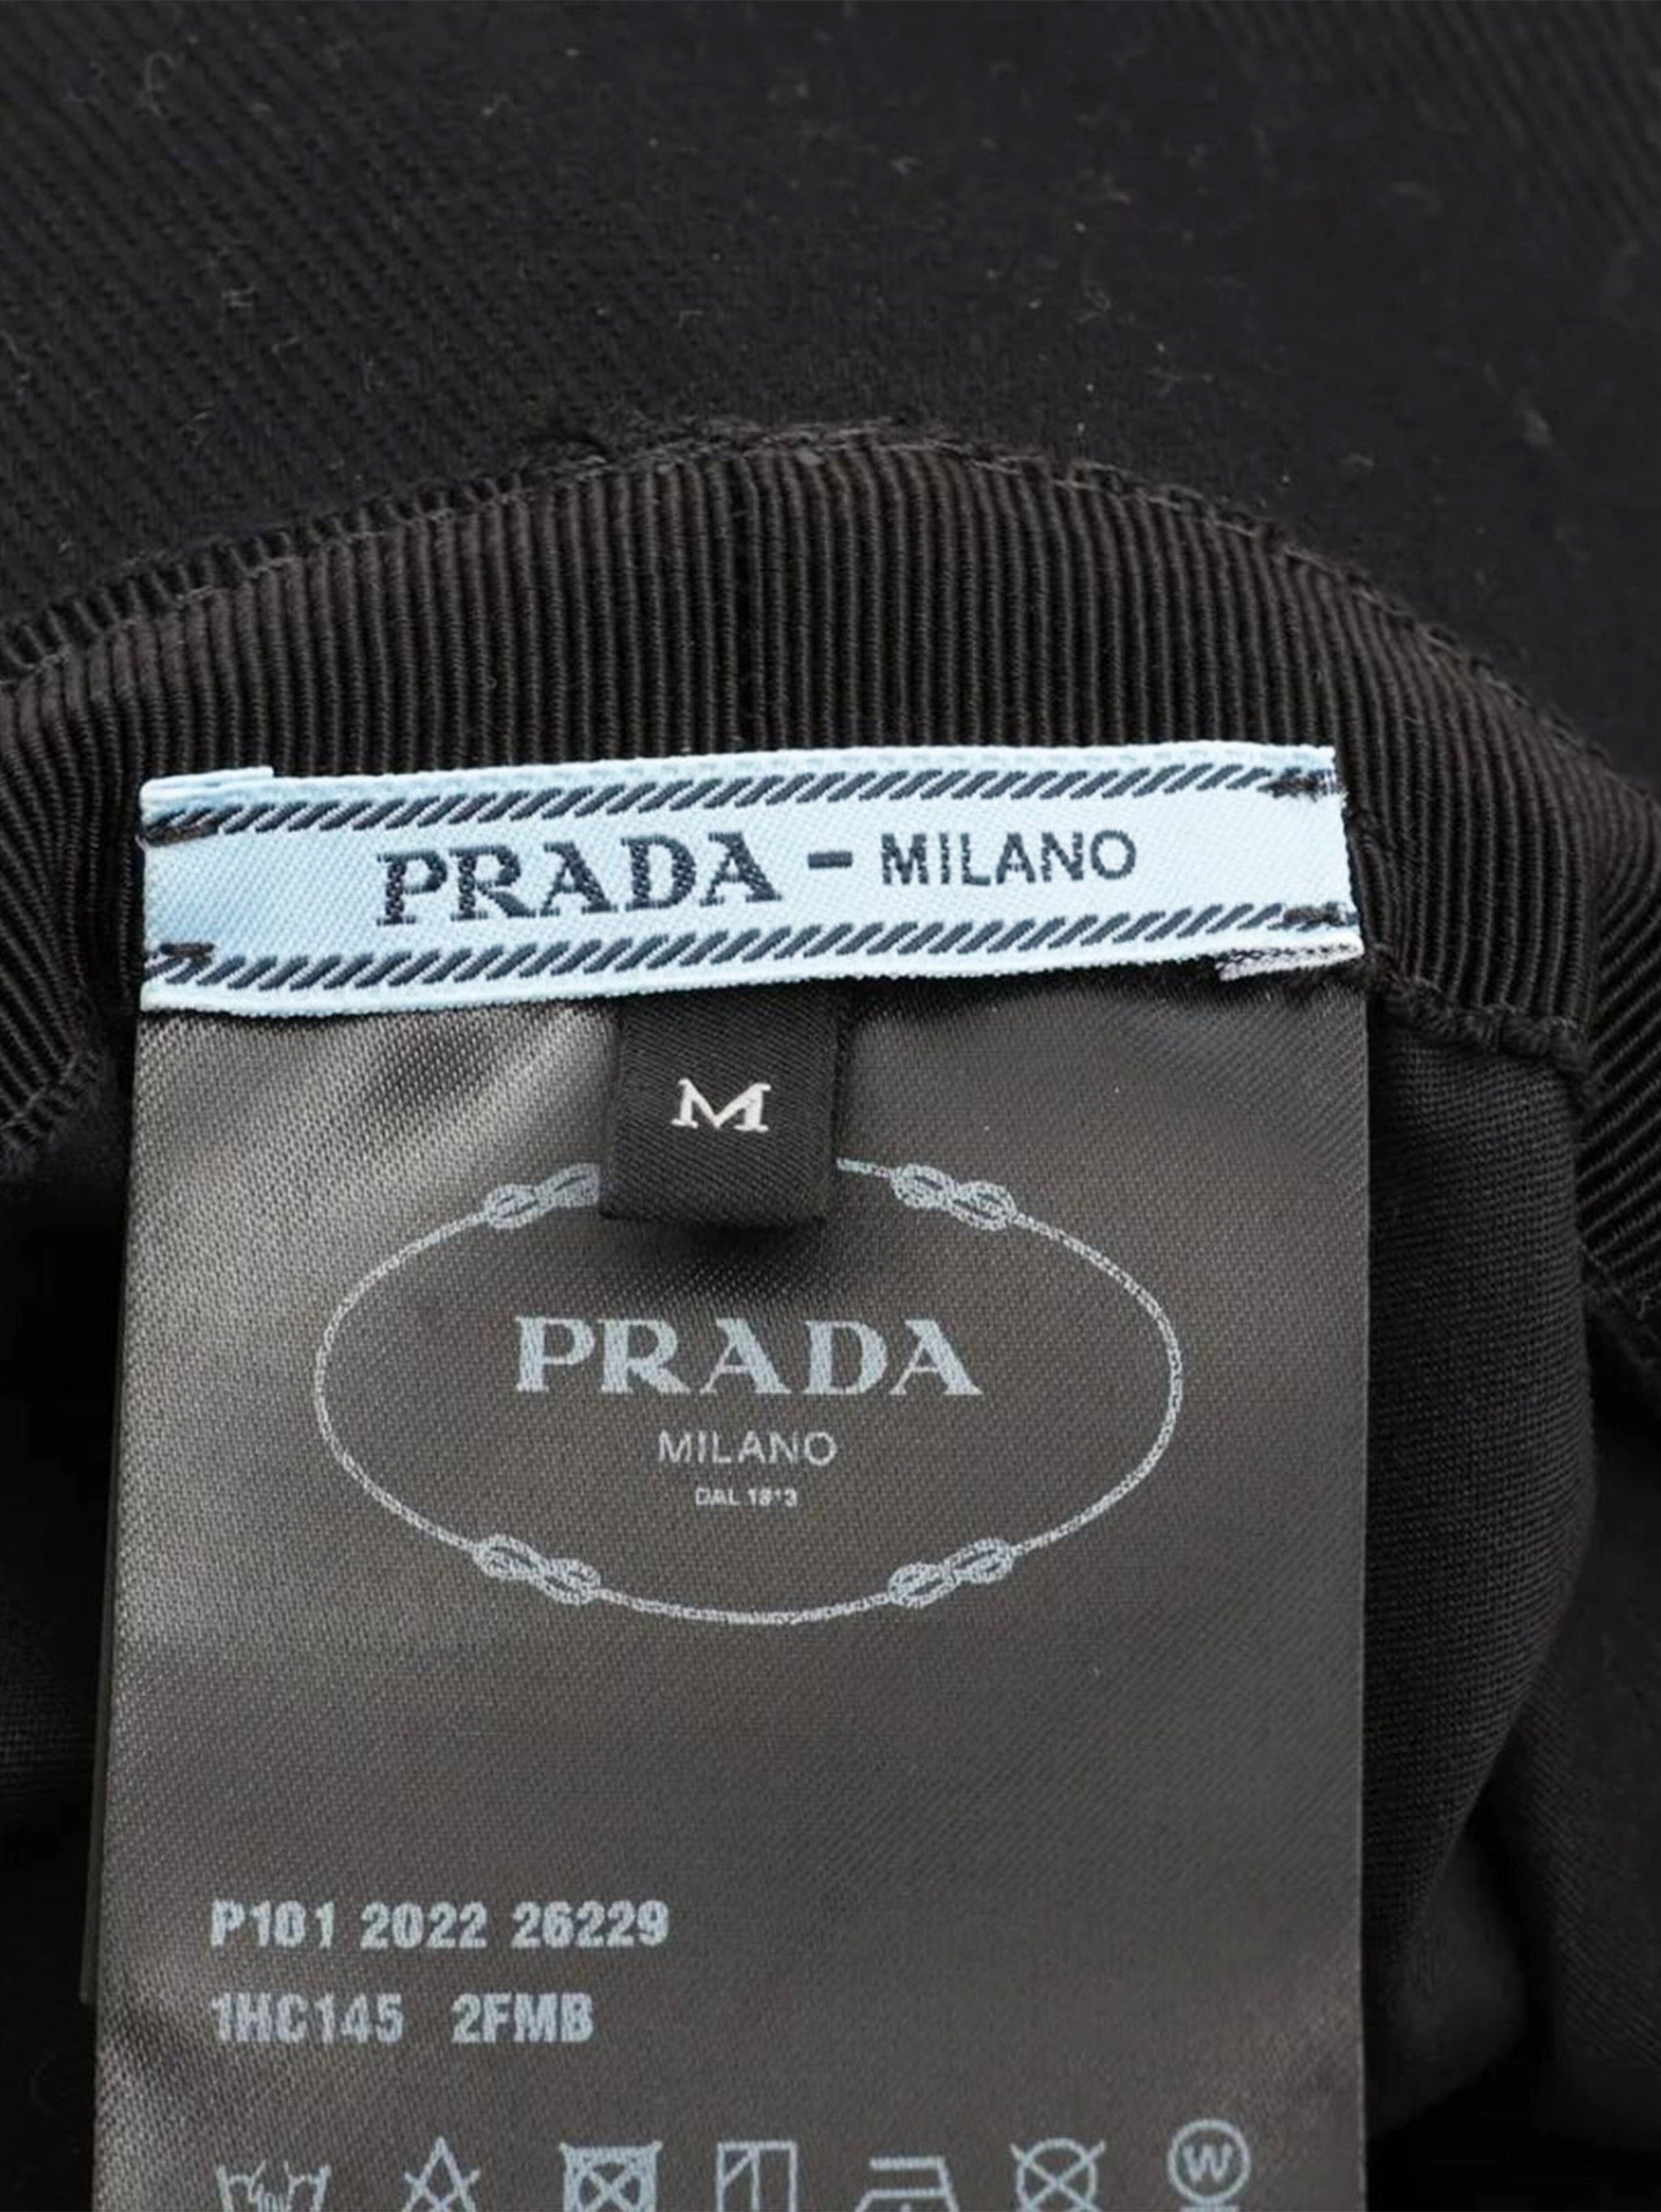 PRADA - MILANO
M
PRADA
MILANO
DAL 1913
P101 2022 26229
1HC145 2FMB
W